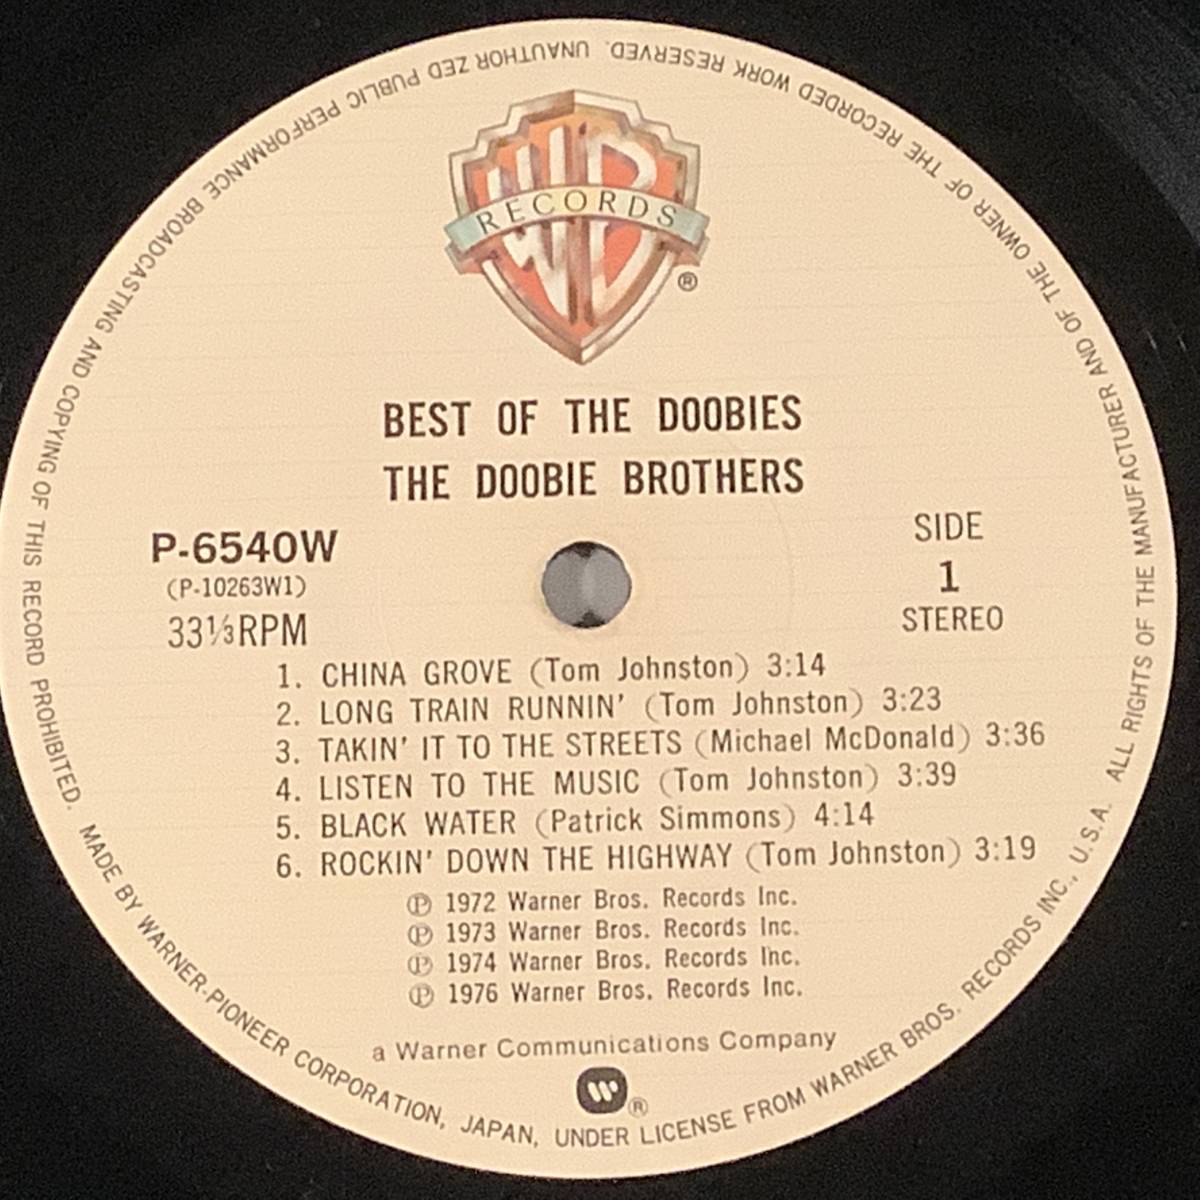 WB
RECORDS
®
BEST OF THE DOOBIES
THE DOOBIE BROTHERS
P-6540W
(P-10263W1)
33⅓RPM
SIDE
1
STEREO
1. CHINA GROVE (Tom Johnston) 3:14
2. LONG TRAIN RUNNIN' (Tom Johnston) 3:23
3. TAKIN' IT TO THE STREETS (Michael McDonald) 3:36
4. LISTEN TO THE MUSIC (Tom Johnston) 3:39
5. BLACK WATER (Patrick Simmons) 4:14
6. ROCKIN' DOWN THE HIGHWAY (Tom Johnston) 3:19
℗ 1972 Warner Bros. Records Inc.
℗ 1973 Warner Bros. Records Inc.
℗ 1974 Warner Bros. Records Inc.
℗ 1976 Warner Bros. Records Inc.
a Warner Communications Company
®
MADE BY WARNER-PIONEER CORPORATION, JAPAN, UNDER LICENSE FROM WARNER BROS. RECORDS INC., U.S.A. ALL RIGHTS OF THE MANUFACTURER AND OF THE OWNER OF THE RECORDED WORK RESERVED. UNAUTHOR ZED PUBLIC PERFORMANCE BROADCASTING AND COPYING OF THIS RECORD PROHIBITED.